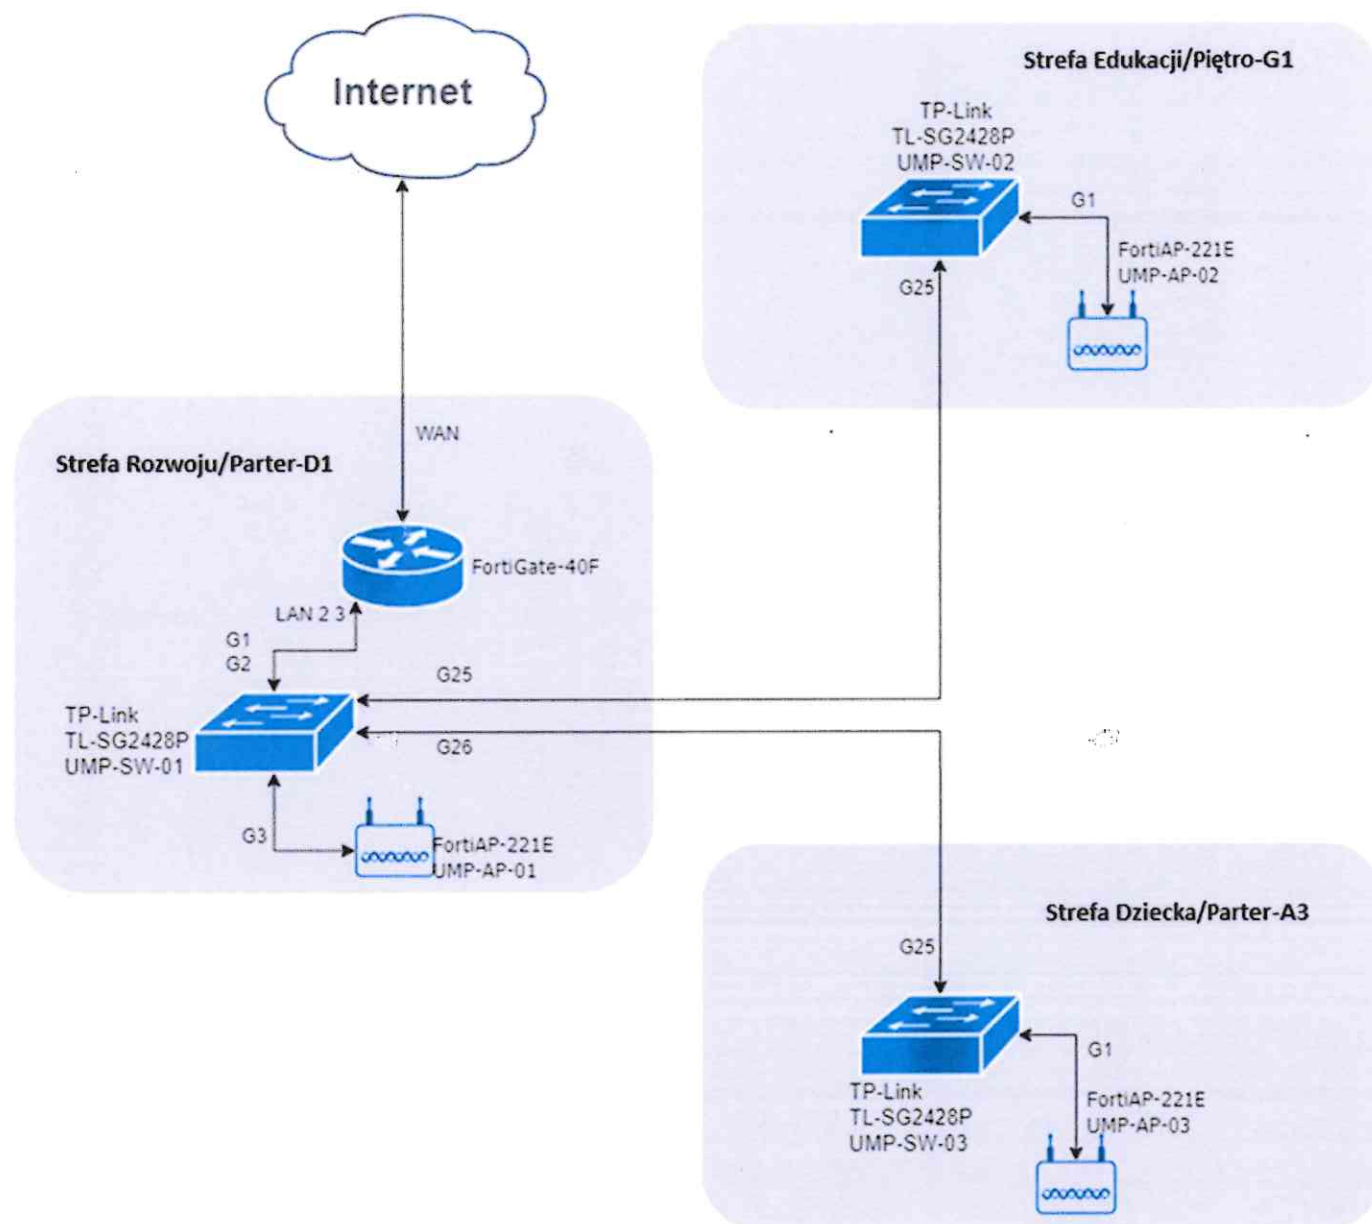 Internet
WAN
Strefa Rozwoju/Parter-D1
FortiGate-40F
LAN 2 3
G1
G2
G25
G26
TP-Link
TL-SG2428P
UMP-SW-01
G3
FortiAP-221E
UMP-AP-01
Strefa Edukacji/Piętro-G1
TP-Link
TL-SG2428P
UMP-SW-02
G1
FortiAP-221E
UMP-AP-02
G25
Strefa Dziecka/Parter-A3
G25
G1
TP-Link
TL-SG2428P
UMP-SW-03
FortiAP-221E
UMP-AP-03